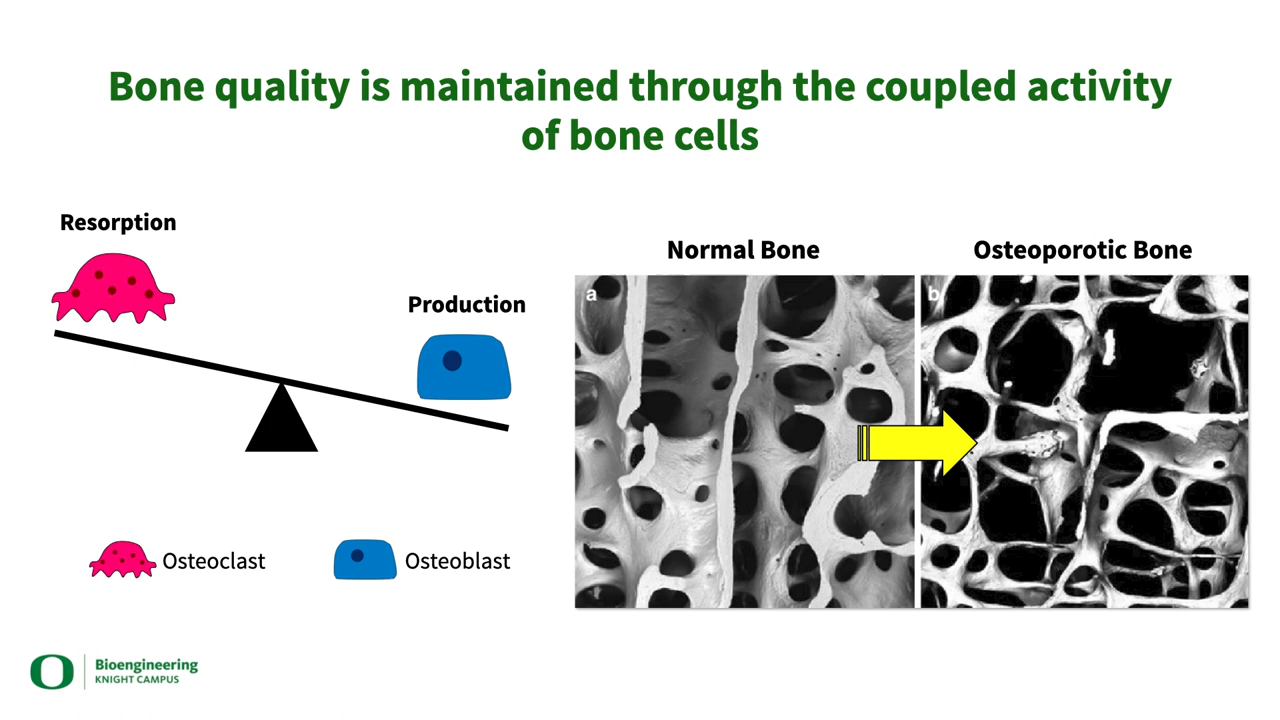 Bone quality is maintained through the coupled activity
of bone cells
Resorption
Production
Normal Bone
Osteoporotic Bone
a
b
Osteoclast
Osteoblast
O
Bioengineering
KNIGHT CAMPUS